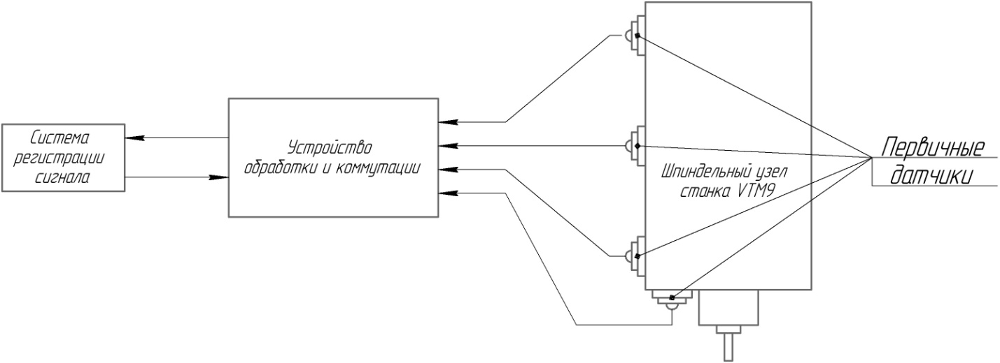 Система
регистрации
сигнала
Устройство
обработки и коммутации
Шпиндельный узел
станка VTM9
Первичные
датчики